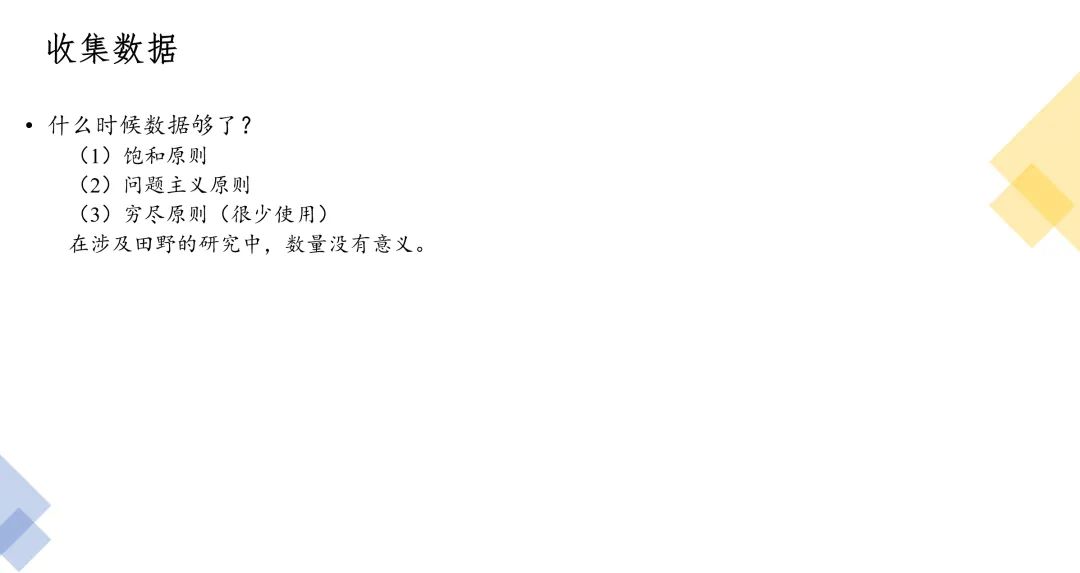 收集数据
• 什么时候数据够了？
（1）饱和原则
（2）问题主义原则
（3）穷尽原则（很少使用）
在涉及田野的研究中，数量没有意义。